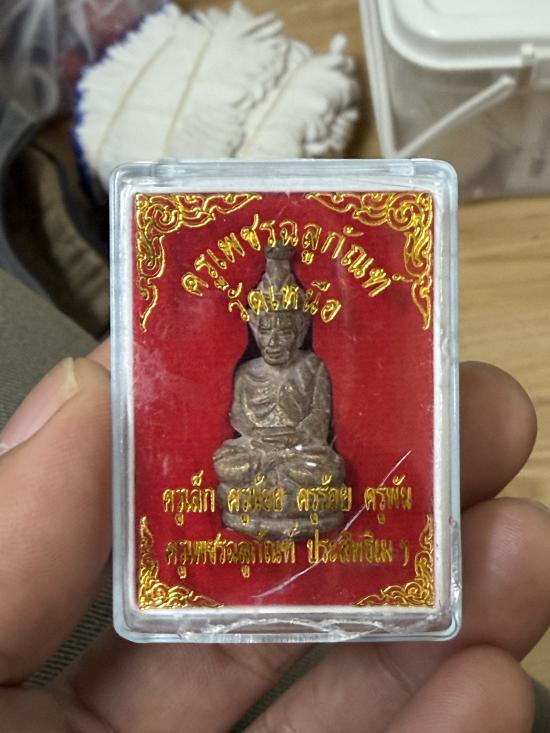 ครูเพชรฉลูกัณฑ์
วัดเหนือ
ครูเล็ก ครูน้อย ครูร้อย ครูพัน
ครูเพชรฉลูกัณฑ์ ประสิทธิเม ฯ